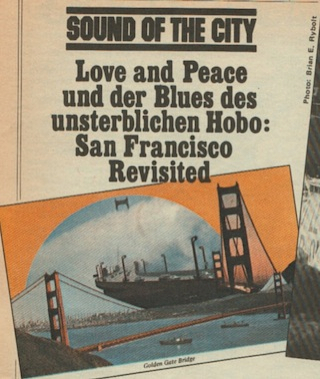 SOUND OF THE CITY
Love and Peace
und der Blues des
unsterblichen Hobo:
San Francisco
Revisited
Photo: Brian E. Rybolt
Golden Gate Bridge